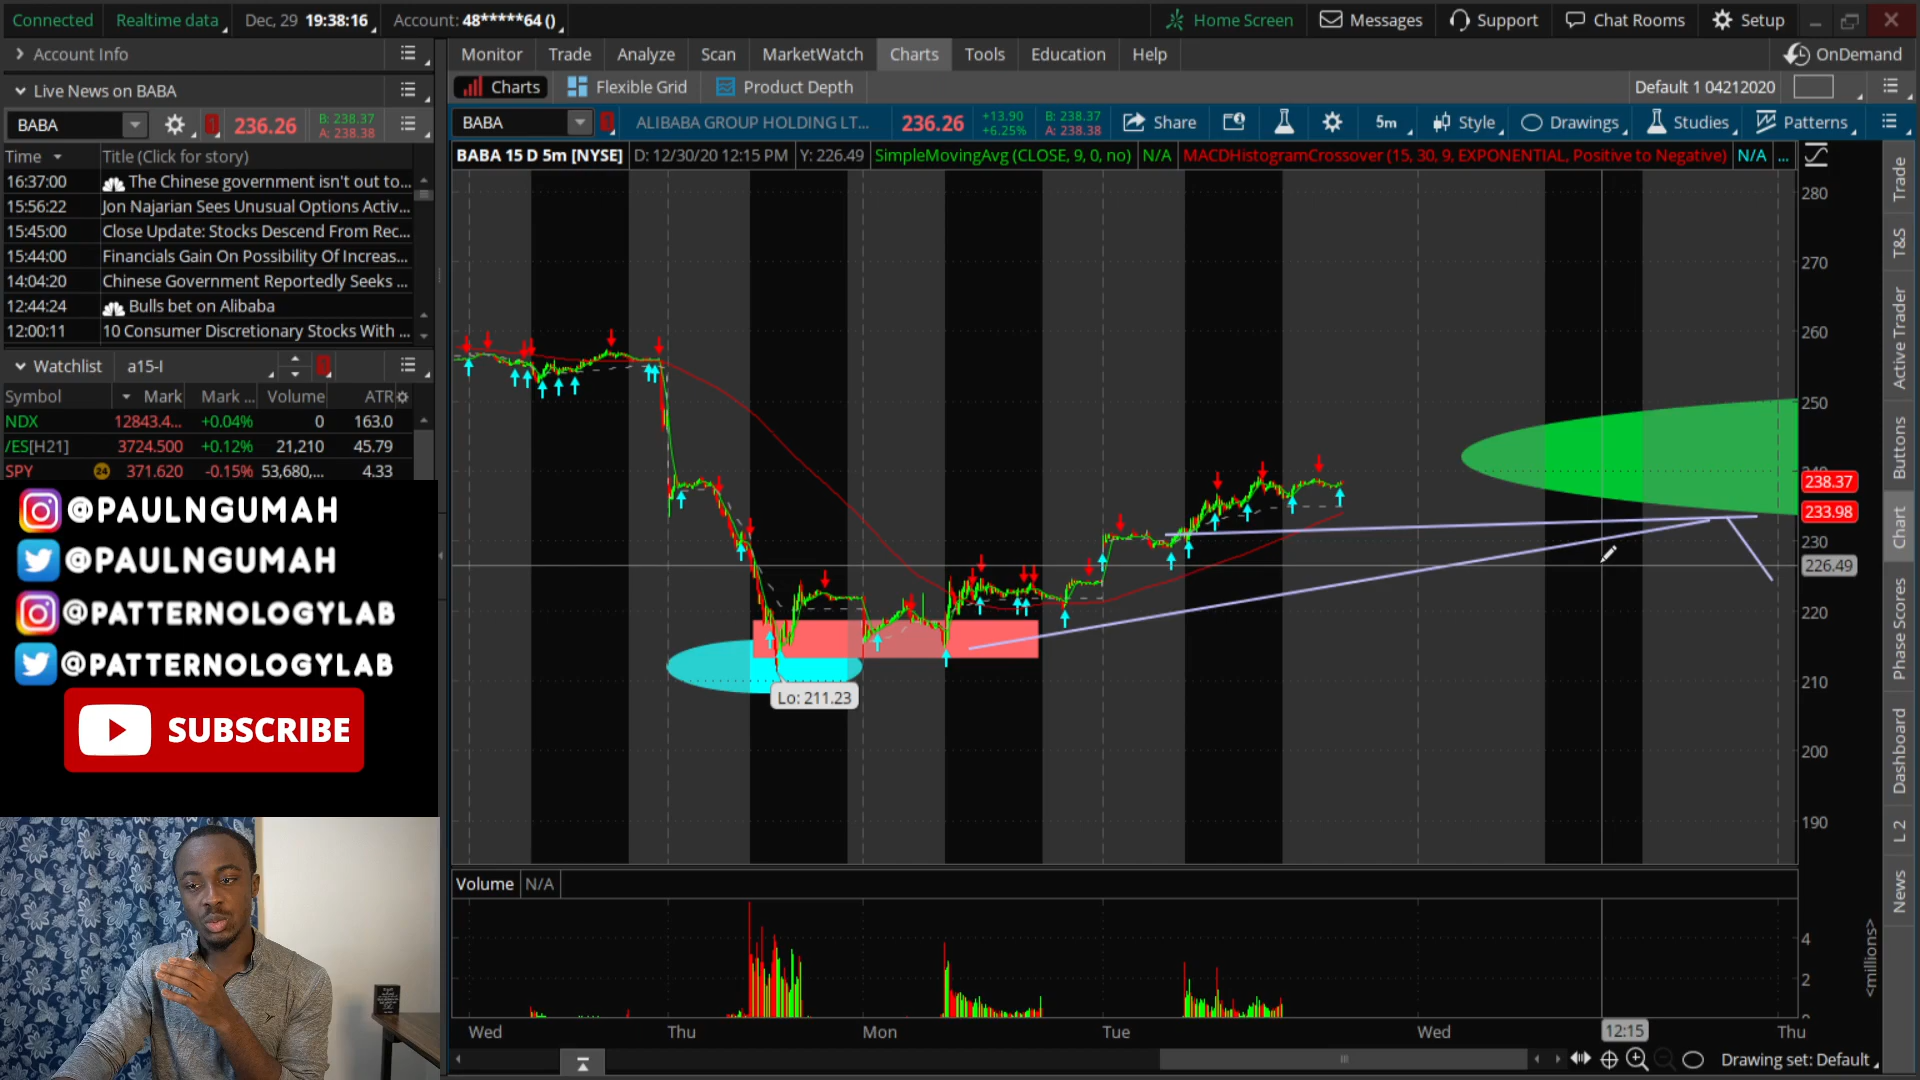 Connected Realtime data Dec, 29 19:38:16 Account: 48*****64 () Home Screen Messages Support Chat Rooms Setup
Account Info
Monitor Trade Analyze Scan MarketWatch Charts Tools Education Help OnDemand
Live News on BABA
Charts Flexible Grid Product Depth Default 1 04212020
BABA 236.26 B: 238.37 A: 238.38
BABA ALIBABA GROUP HOLDING LT... 236.26 +13.90 +6.25% B: 238.37 A: 238.38 Share 5m Style Drawings Studies Patterns
Time Title (Click for story)
BABA 15 D 5m [NYSE] D: 12/30/20 12:15 PM Y: 226.49 SimpleMovingAvg (CLOSE, 9, 0, no) N/A MACDHistogramCrossover (15, 30, 9, EXPONENTIAL, Positive to Negative) N/A ...
16:37:00 The Chinese government isn't out to...
15:56:22 Jon Najarian Sees Unusual Options Activ...
15:45:00 Close Update: Stocks Descend From Rec...
15:44:00 Financials Gain On Possibility Of Increas...
14:04:20 Chinese Government Reportedly Seeks ...
12:44:24 Bulls bet on Alibaba
12:00:11 10 Consumer Discretionary Stocks With ...
Watchlist a15-I
Symbol Mark Mark ... Volume ATR
NDX 12843.4... +0.04% 0 163.0
/ES[H21] 3724.500 +0.12% 21,210 45.79
SPY 24 371.620 -0.15% 53,680,... 4.33
@PAULNGUMAH
@PAULNGUMAH
@PATTERNOLOGYLAB
@PATTERNOLOGYLAB
SUBSCRIBE
280
270
260
250
240
238.37
233.98
230
226.49
220
210
200
190
Lo: 211.23
Volume N/A
4
2
<millions>
Wed Thu Mon Tue Wed 12:15 Thu
Drawing set: Default
Trade
T&S
Active Trader
Buttons
Chart
Phase Scores
Dashboard
L 2
News